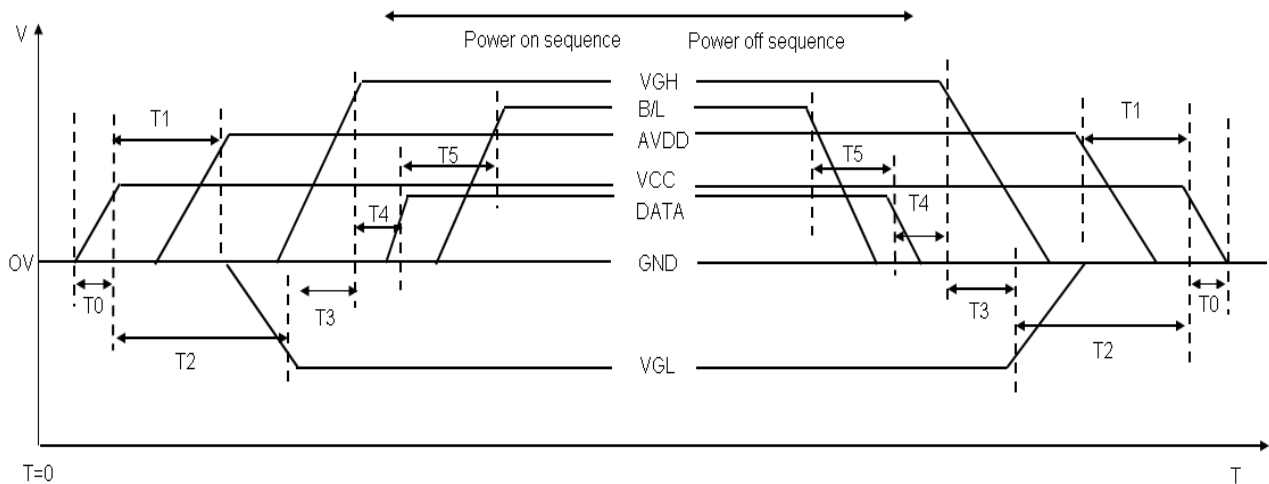 V
Power on sequence
Power off sequence
VGH
B/L
T1
T1
AVDD
T5
T5
VCC
T4
DATA
T4
OV
GND
T0
T3
T3
T0
T2
T2
VGL
T=0
T